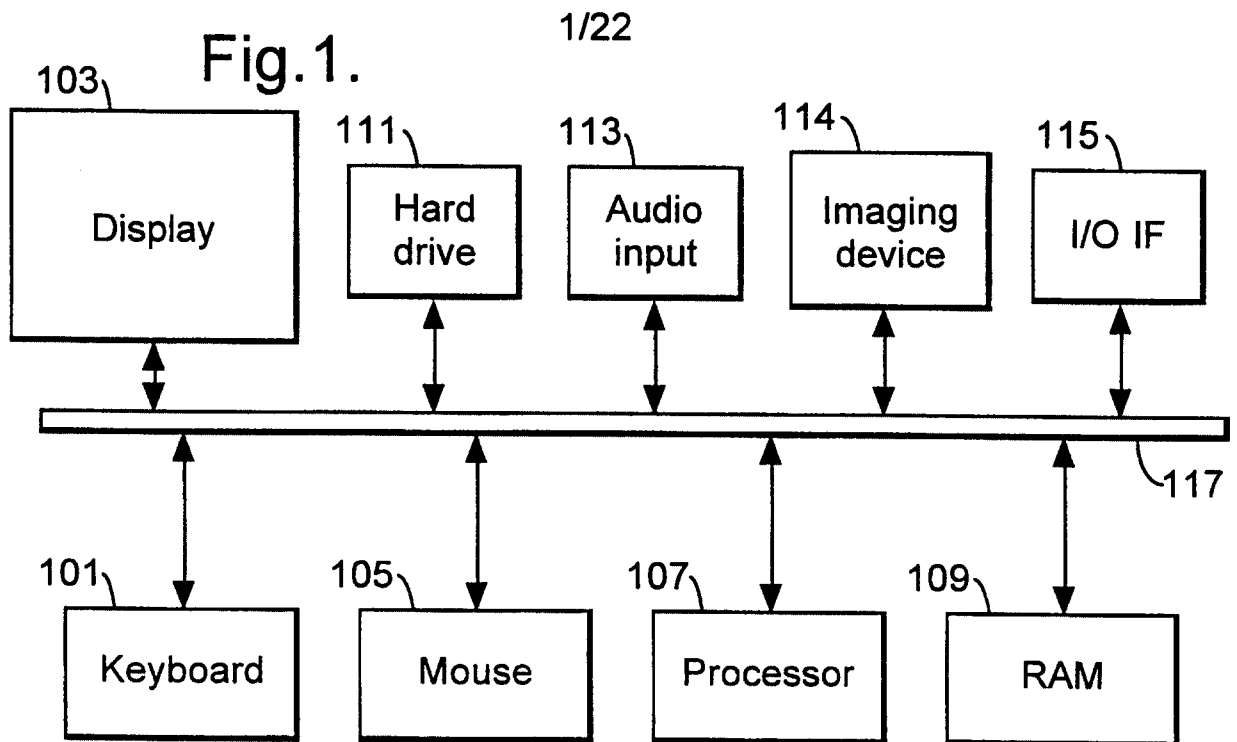 1/22
Fig.1.
103
Display
111
Hard
drive
113
Audio
input
114
Imaging
device
115
I/O IF
117
101
Keyboard
105
Mouse
107
Processor
109
RAM